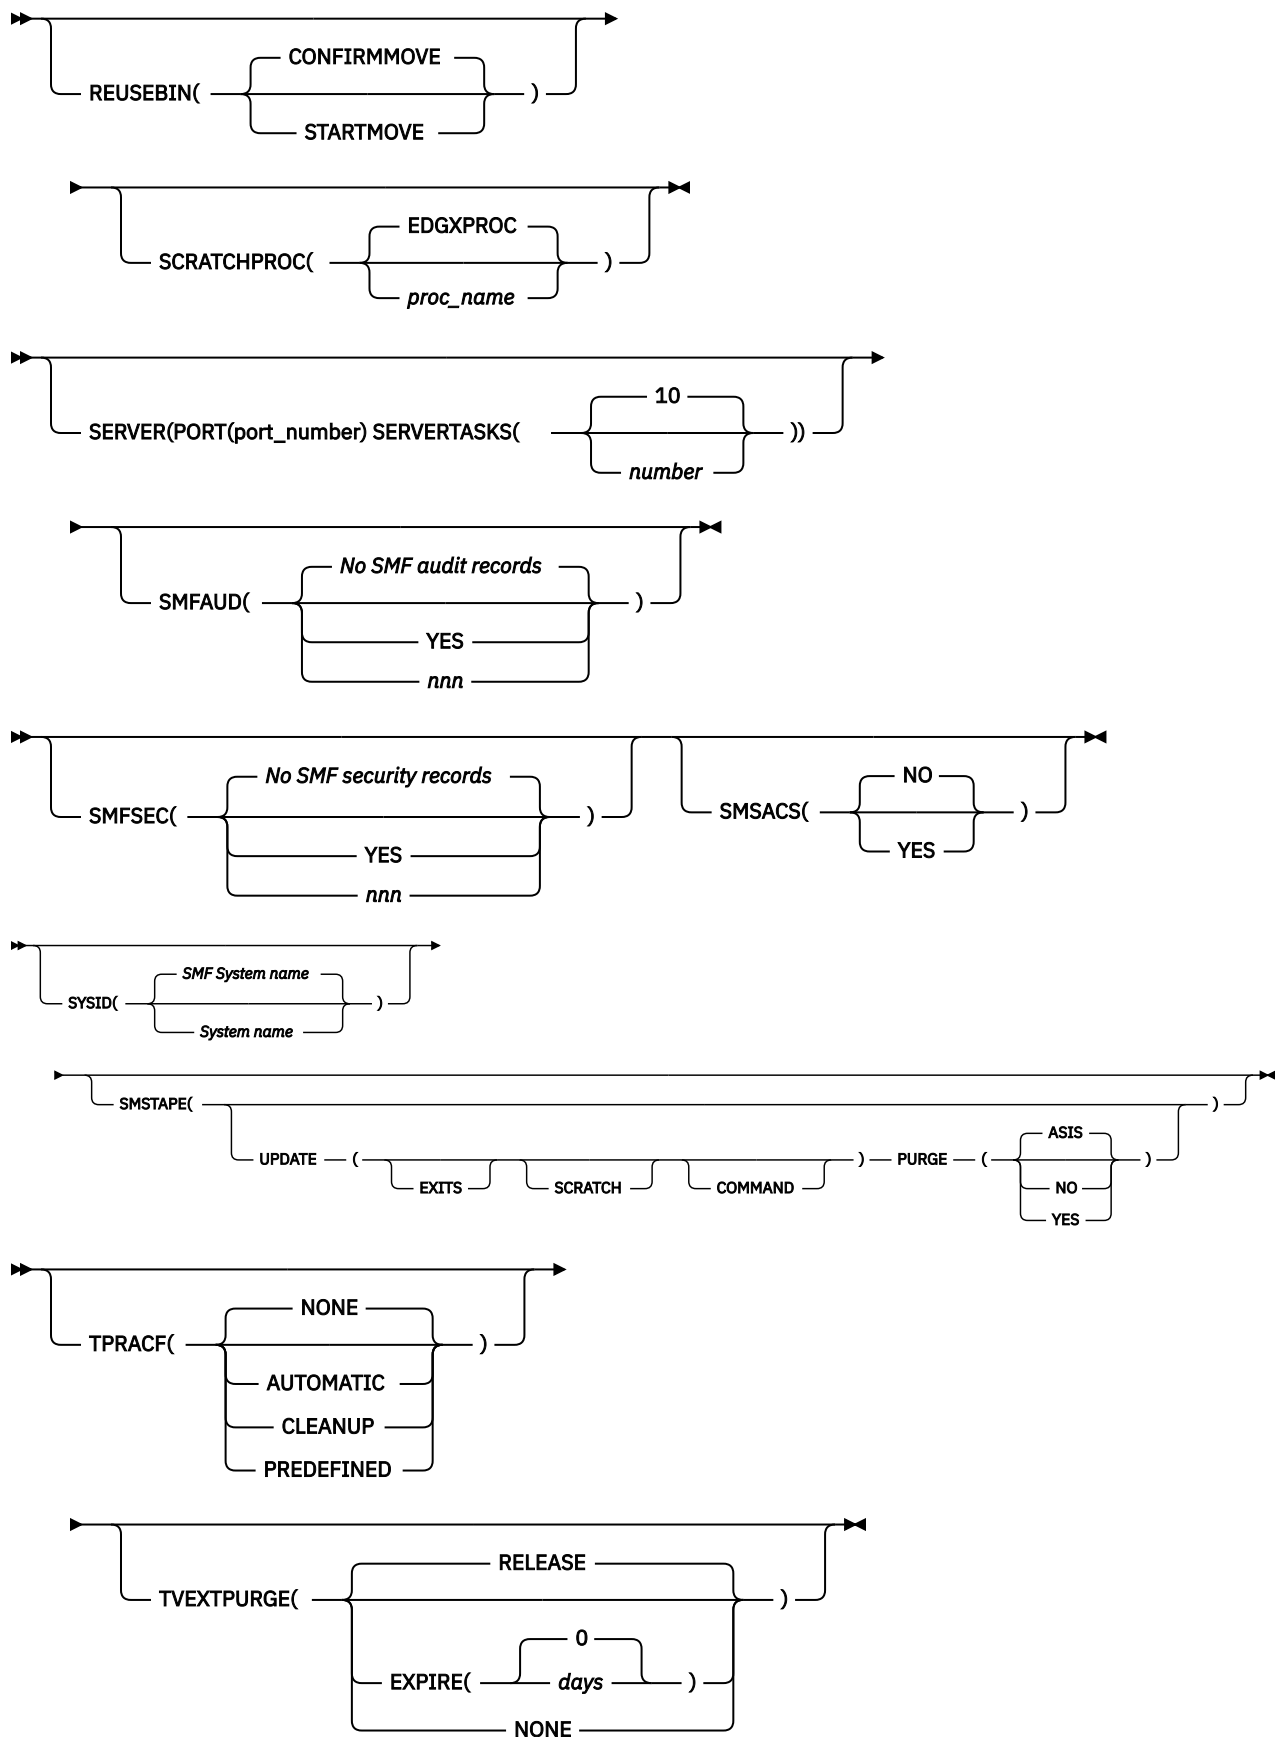 CONFIRMMOVE
REUSEBIN( )
STARTMOVE
EDGXPROC
SCRATCHPROC( )
proc_name
10
SERVER(PORT(port_number) SERVERTASKS( ))
number
No SMF audit records
SMFAUD( )
YES
nnn
No SMF security records NO
SMFSEC( ) SMSACS( )
YES YES
nnn
SMF System name
SYSID( )
System name
SMSTAPE( )
ASIS
UPDATE ( ) PURGE ( )
EXITS SCRATCH COMMAND NO
YES
NONE
TPRACF( )
AUTOMATIC
CLEANUP
PREDEFINED
RELEASE
TVEXTPURGE( )
0
EXPIRE( days )
NONE